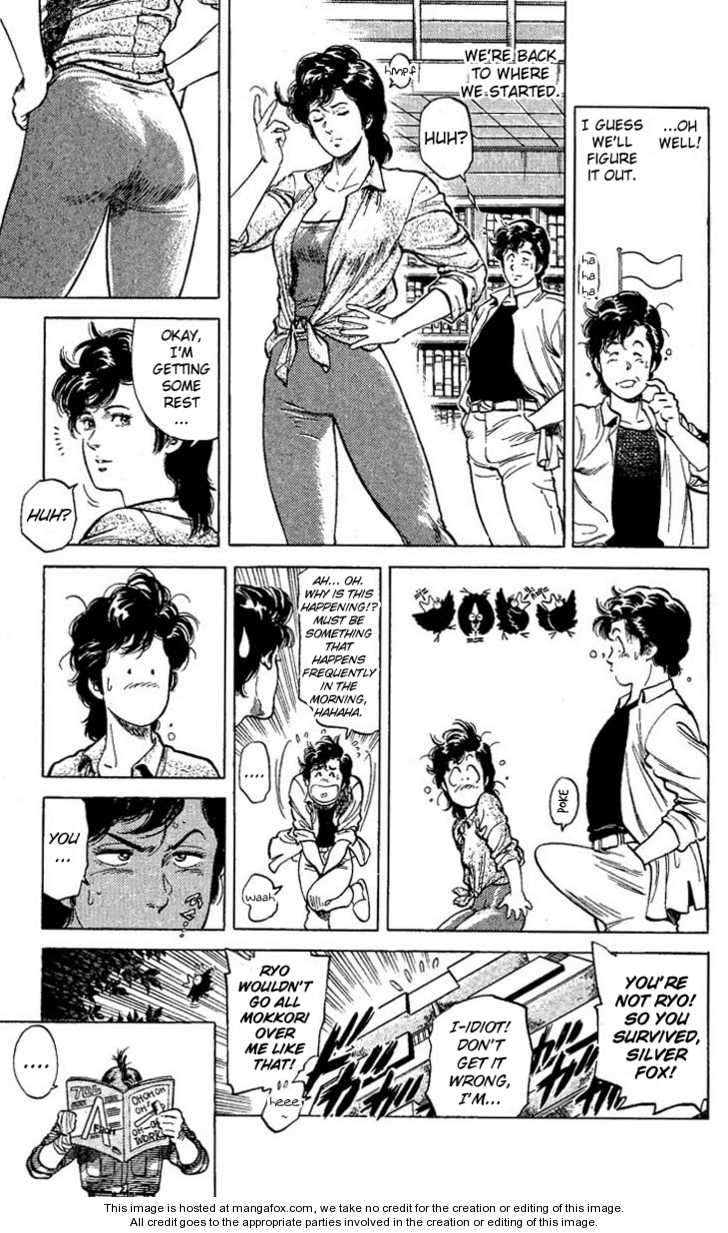 ...OH
WELL!
I GUESS
WE'LL
FIGURE
IT OUT.
ha
ha
ha
WE'RE BACK
TO WHERE
WE STARTED.
HUH?
hmpf
OKAY,
I'M
GETTING
SOME
REST
...
HUH?
POKE
AH... OH.
WHY IS THIS
HAPPENING!?
MUST BE
SOMETHING
THAT
HAPPENS
FREQUENTLY
IN THE
MORNING,
HAHAHA.
....
waah
YOU
...
YOU'RE
NOT RYO!
SO YOU
SURVIVED,
SILVER
FOX!
I-IDIOT!
DON'T
GET IT
WRONG,
I'M...
RYO
WOULDN'T
GO ALL
MOKKORI
OVER
ME LIKE
THAT!
heee
....
This image is hosted at mangafox.com, we take no credit for the creation or editing of this image.
All credit goes to the appropriate parties involved in the creation or editing of this image.